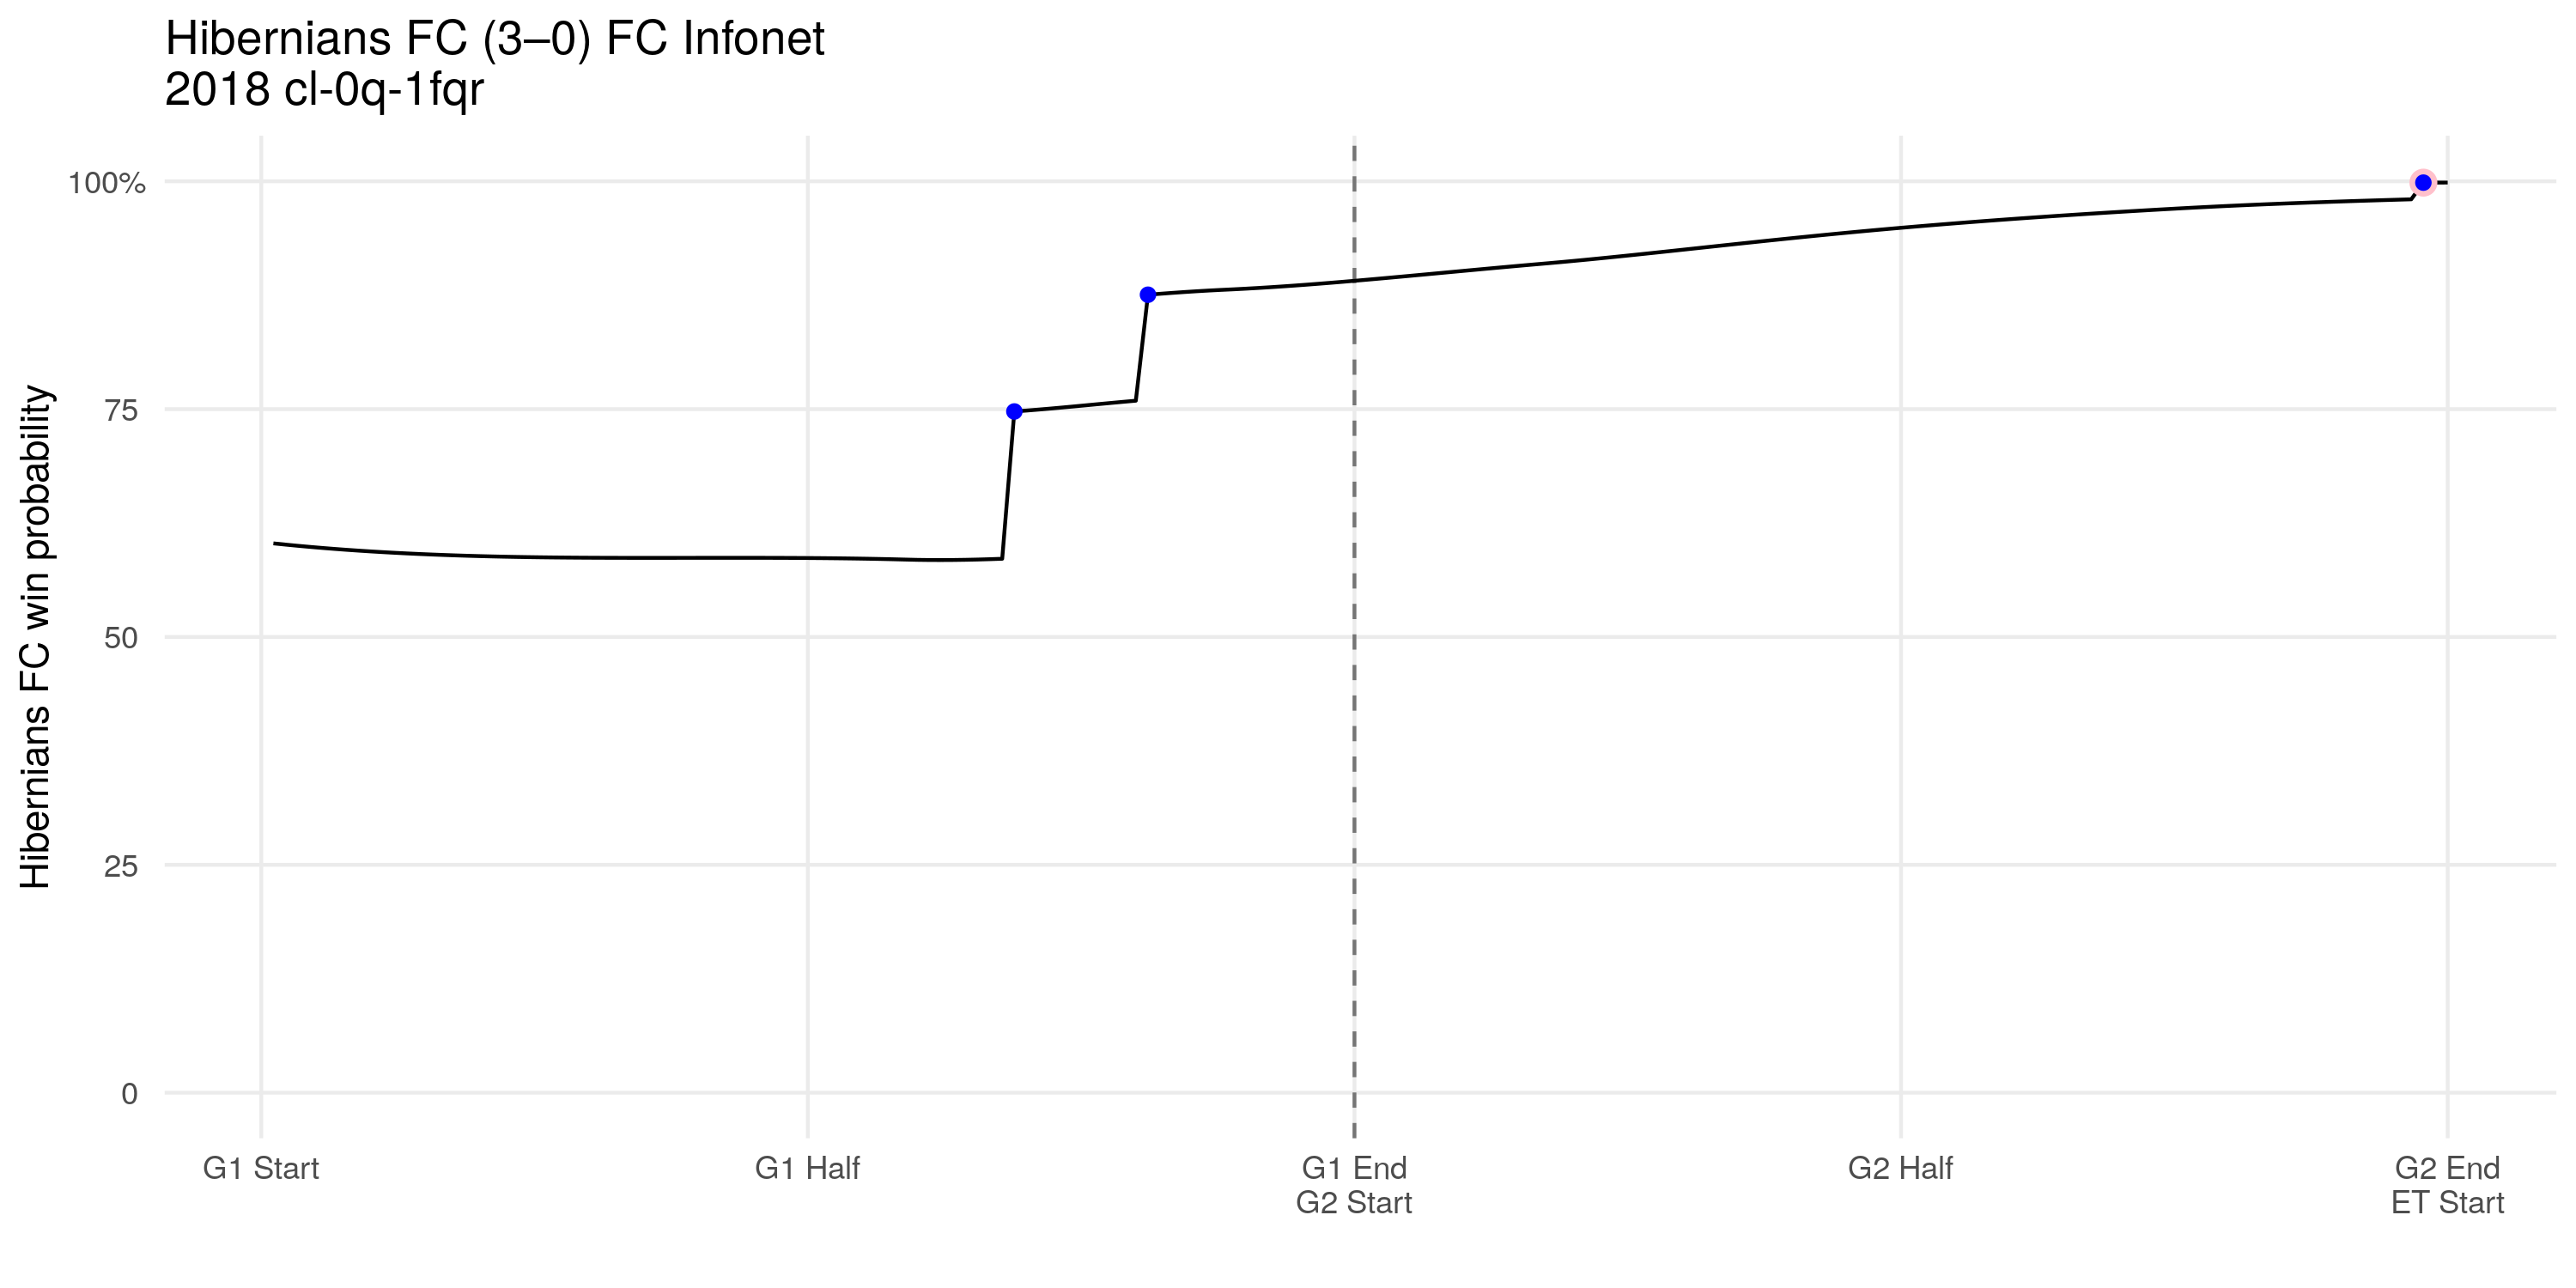 Hibernians FC (3–0) FC Infonet
2018 cl-0q-1fqr
Hibernians FC win probability
100%
75
50
25
0
G1 Start
G1 Half
G1 End
G2 Start
G2 Half
G2 End
ET Start